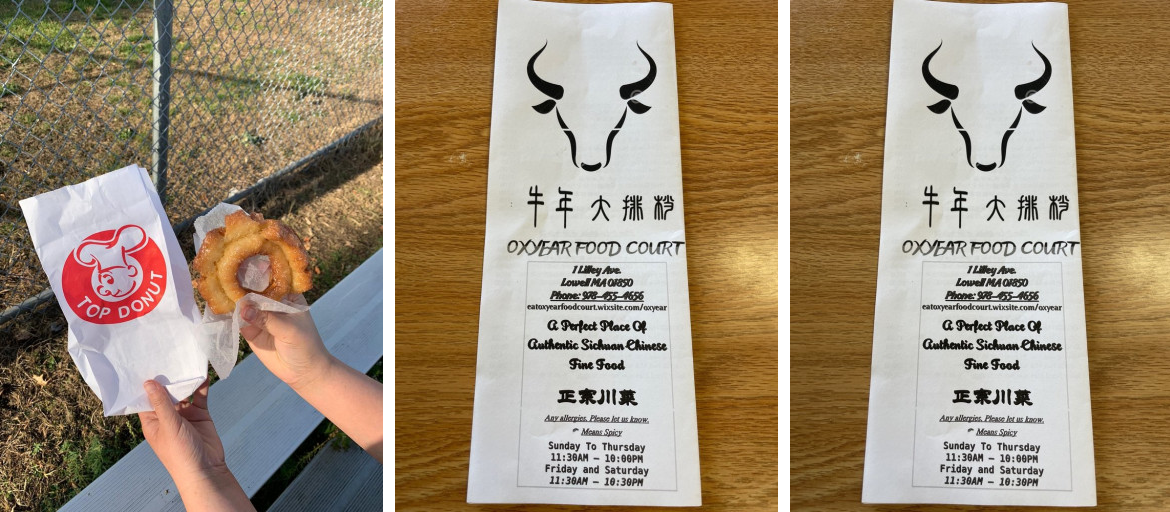 TOP DONUT
牛年 大排档
OXYEAR FOOD COURT
1 Lilley Ave.
Lowell MA 01850
Phone: 978-455-4656
eatoxyearfoodcourt.wixsite.com/oxyear
A Perfect Place Of
Authentic Sichuan Chinese
Fine Food
正宗川菜
Any allergies, Please let us know.
Means Spicy
Sunday To Thursday
11:30AM – 10:00PM
Friday and Saturday
11:30AM – 10:30PM
牛年 大排档
OXYEAR FOOD COURT
1 Lilley Ave.
Lowell MA 01850
Phone: 978-455-4656
eatoxyearfoodcourt.wixsite.com/oxyear
A Perfect Place Of
Authentic Sichuan Chinese
Fine Food
正宗川菜
Any allergies, Please let us know.
Means Spicy
Sunday To Thursday
11:30AM – 10:00PM
Friday and Saturday
11:30AM – 10:30PM